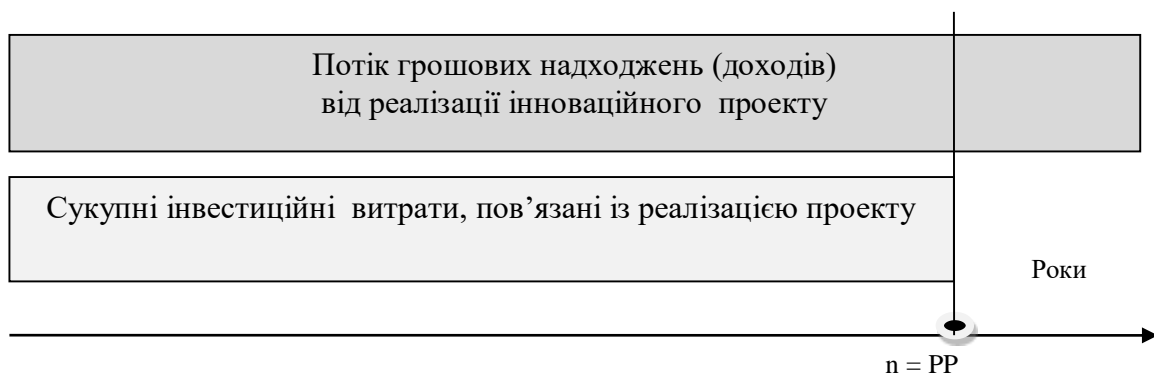 Потік грошових надходжень (доходів)
від реалізації інноваційного проекту
Сукупні інвестиційні витрати, пов’язані із реалізацією проекту
Роки
n = PP